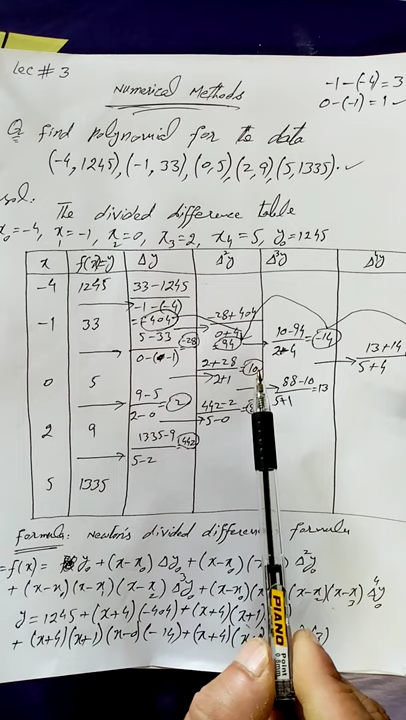 Lec # 3
Numerical Methods
-1-(-4)=3
0-(-1)=1 ✓
Q find Polynomial for the data
(-4, 1245), (-1, 33) (0, 5) (2, 9) (5, 1335). ✓
sol:
The divided difference table
x₀=-4, x₁=-1, x₂=0, x₃=2, x₄=5, y₀=1245
x f(x)=y Δy Δ²y Δ³y Δ⁴y
-4 1245 33-1245
-1-(-4)
=-404 -28+404
-1 33 5-33 =-28 0+4 =94 10-94 =-14
0-(-1) 2+4 13+14
2+28 =10 5+4
0 5 2+1 88-10 =13
9-5 =2 442-2 5+1
2-0 5-0
2 9 1335-9 =442
5-2
5 1335
Formula: Newton's divided difference formula
=f(x)= y₀+(x-x₀) Δy₀+(x-x₀) Δ²y₀
+(x-x₀)(x-x₁)(x-x₂) Δ³y₀+(x-x₀) (x-x₃) Δ⁴y₀
y=1245+(x+4)(-404)+(x+4)(x+1)
+(x+4)(x+1)(x-0)(-14)+(x+4)
PIANO
Point